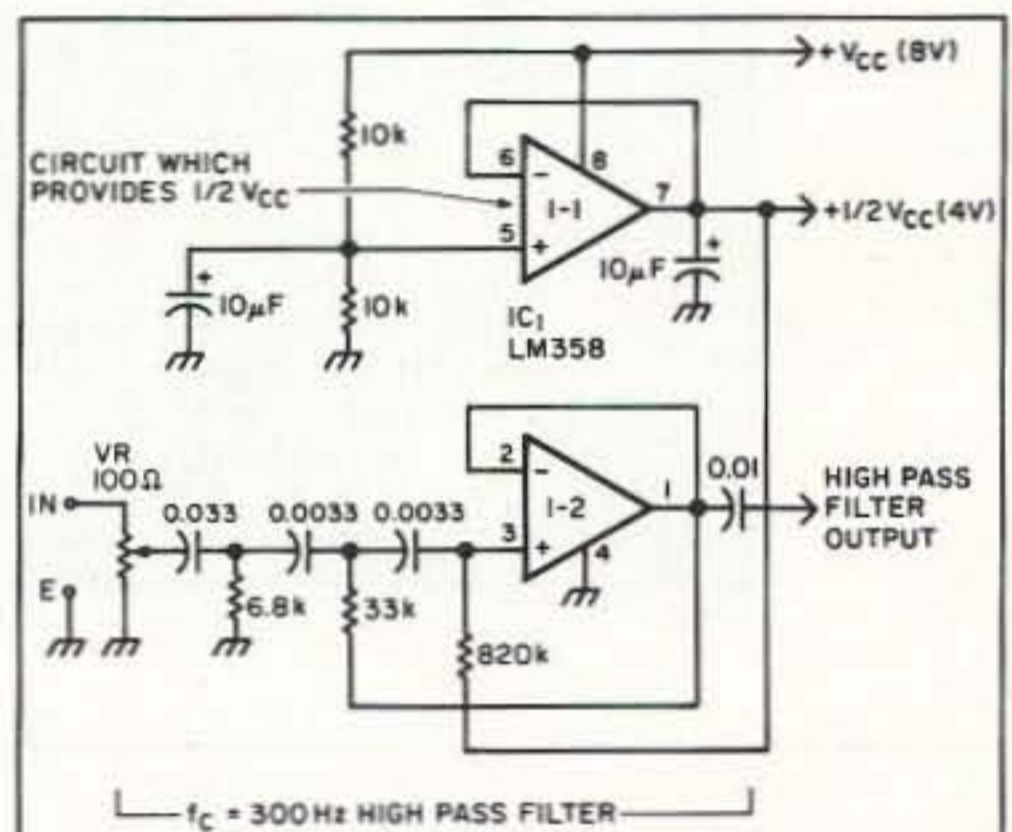 +VCC (8V)
10k
CIRCUIT WHICH
PROVIDES 1/2 VCC
6
8
-
1-1
7
+1/2 VCC (4V)
5
+
+
10µF
10k
+
10µF
IC1
LM358
VR
100Ω
IN
0.033
0.0033
0.0033
2
-
1-2
1
0.01
HIGH PASS
FILTER
OUTPUT
3
+
4
E
6.8k
33k
820k
fC = 300Hz HIGH PASS FILTER